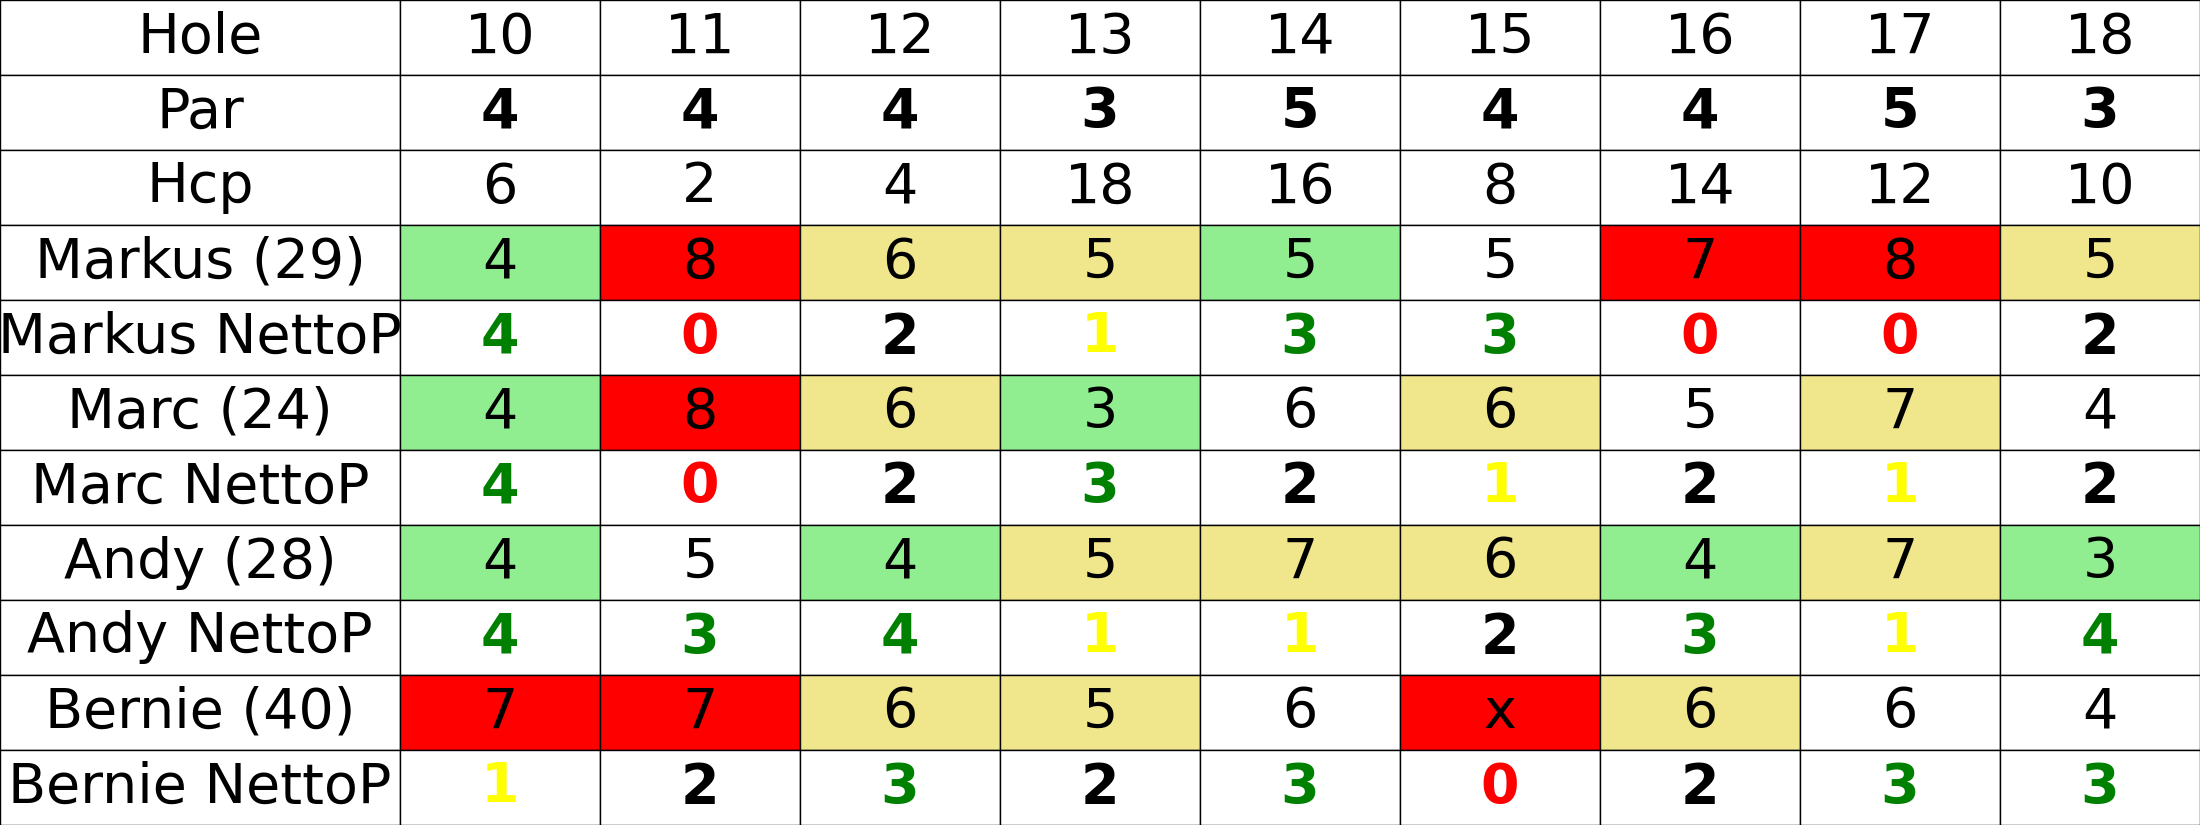 Hole 10 11 12 13 14 15 16 17 18
Par 4 4 4 3 5 4 4 5 3
Hcp 6 2 4 18 16 8 14 12 10
Markus (29) 4 8 6 5 5 5 7 8 5
Markus NettoP 4 0 2 1 3 3 0 0 2
Marc (24) 4 8 6 3 6 6 5 7 4
Marc NettoP 4 0 2 3 2 1 2 1 2
Andy (28) 4 5 4 5 7 6 4 7 3
Andy NettoP 4 3 4 1 1 2 3 1 4
Bernie (40) 7 7 6 5 6 x 6 6 4
Bernie NettoP 1 2 3 2 3 0 2 3 3